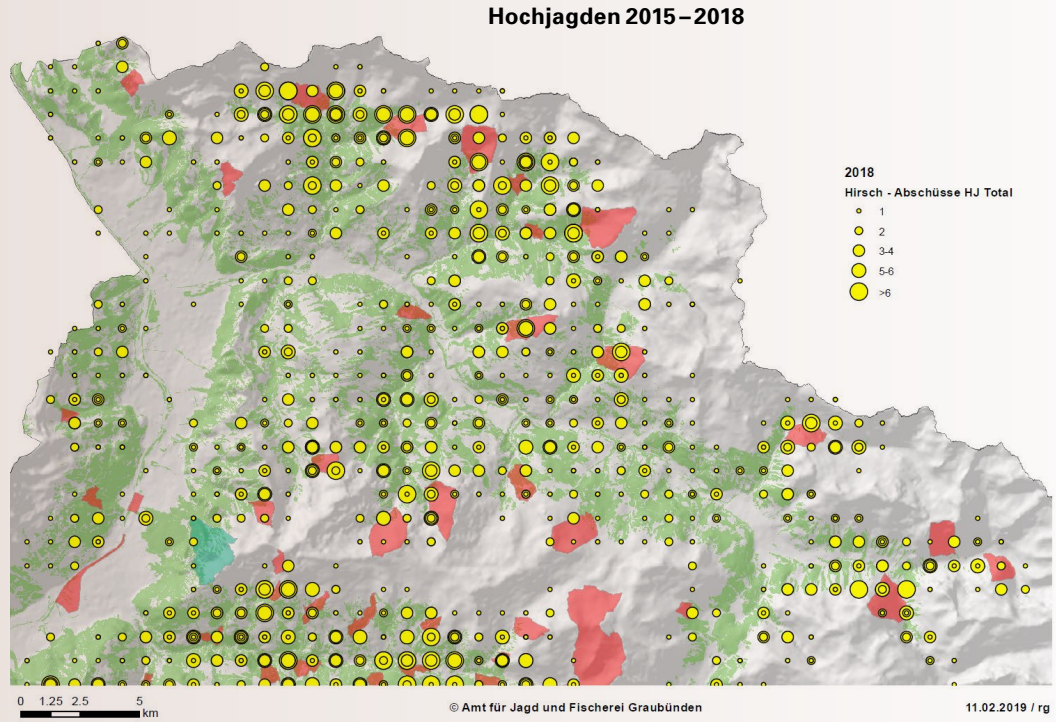 Hochjagden 2015–2018
2018
Hirsch - Abschüsse HJ Total
1
2
3-4
5-6
>6
0 1.25 2.5 5
km
© Amt für Jagd und Fischerei Graubünden
11.02.2019 / rg